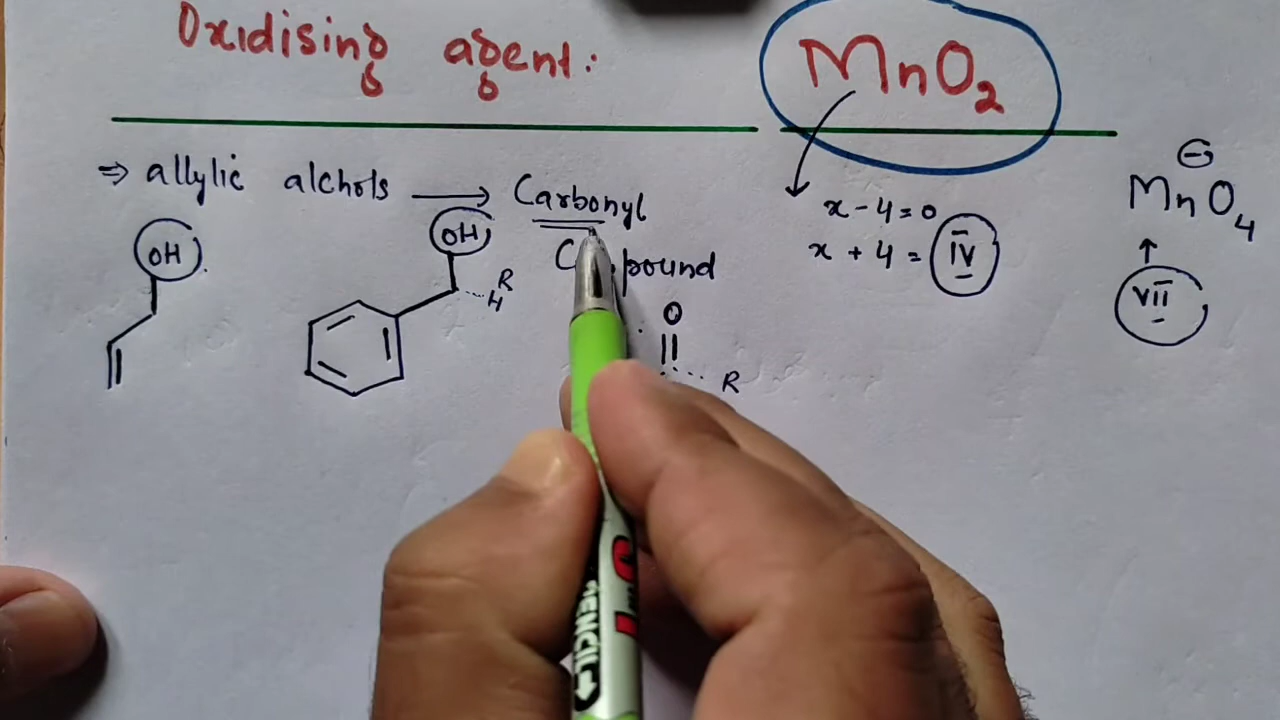 Oxidising agent: MnO2
⇒ allylic alchols → Carbonyl
pound
OH
OH
R
H
O
R
x - 4 = 0
x + 4 = IV
⊖
MnO4
↑
VII